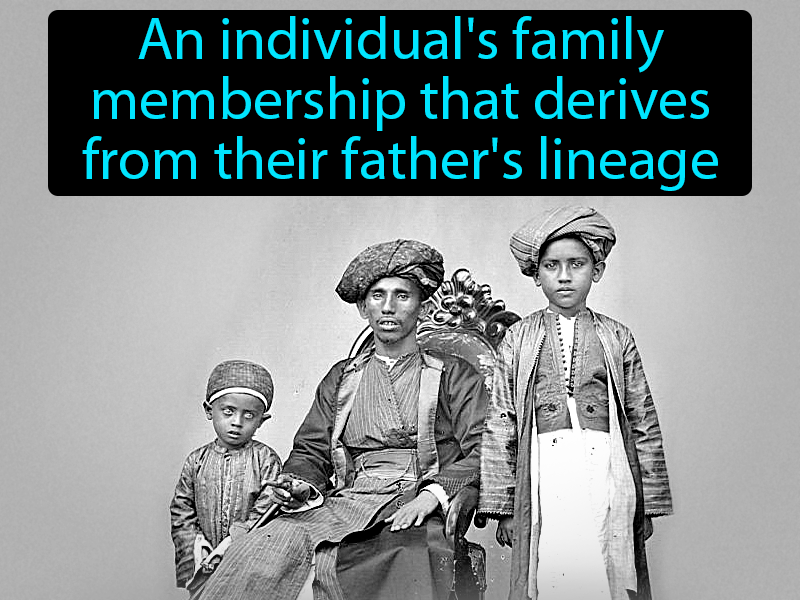 An individual's family
membership that derives
from their father's lineage